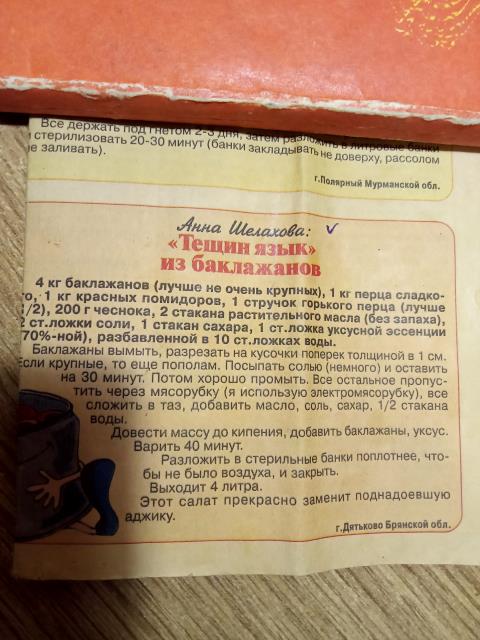 Все держать под гнетом 2-3 дня, затем разложить в литровые банки
стерилизовать 20-30 минут (банки закладывать не доверху, рассолом
не заливать).
г.Полярный Мурманской обл.
Анна Шелахова:
«Тещин язык»
из баклажанов
4 кг баклажанов (лучше не очень крупных), 1 кг перца сладко-
го, 1 кг красных помидоров, 1 стручок горького перца (лучше
1/2), 200 г чеснока, 2 стакана растительного масла (без запаха),
2 ст.ложки соли, 1 стакан сахара, 1 ст.ложка уксусной эссенции
(70%-ной), разбавленной в 10 ст.ложках воды.
Баклажаны вымыть, разрезать на кусочки поперек толщиной в 1 см.
Если крупные, то еще пополам. Посыпать солью (немного) и оставить
на 30 минут. Потом хорошо промыть. Все остальное пропус-
тить через мясорубку (я использую электромясорубку), все
сложить в таз, добавить масло, соль, сахар, 1/2 стакана
воды.
Довести массу до кипения, добавить баклажаны, уксус.
Варить 40 минут.
Разложить в стерильные банки поплотнее, что-
бы не было воздуха, и закрыть.
Выходит 4 литра.
Этот салат прекрасно заменит поднадоевшую
аджику.
г.Дятьково Брянской обл.